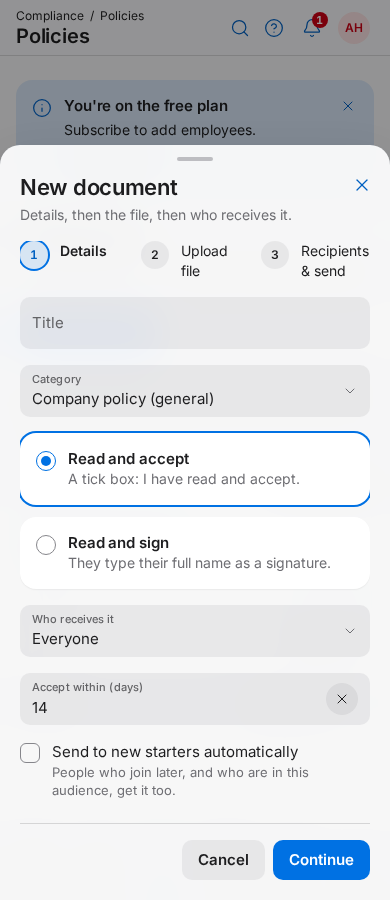 Compliance / Policies
Policies
1
AH
You're on the free plan
Subscribe to add employees.
New document
Details, then the file, then who receives it.
1 Details
2 Upload file
3 Recipients & send
Title
Category
Company policy (general)
Read and accept
A tick box: I have read and accept.
Read and sign
They type their full name as a signature.
Who receives it
Everyone
Accept within (days)
14
Send to new starters automatically
People who join later, and who are in this
audience, get it too.
Cancel
Continue